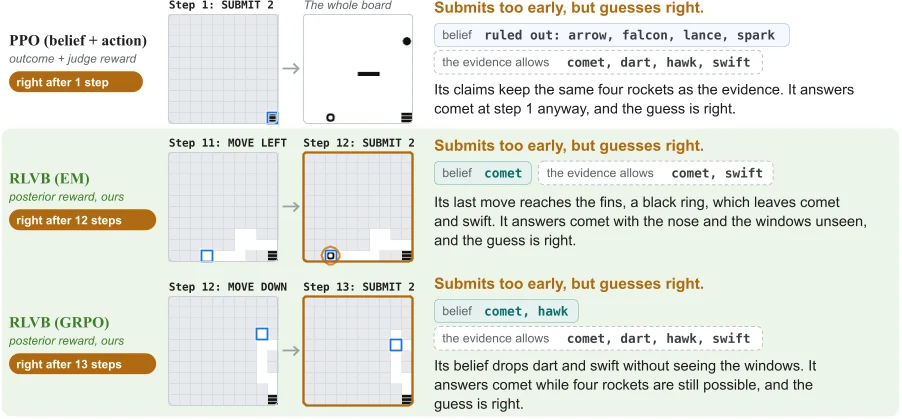 Step 1: SUBMIT 2
The whole board
Submits too early, but guesses right.
PPO (belief + action)
outcome + judge reward
right after 1 step
belief ruled out: arrow, falcon, lance, spark
the evidence allows comet, dart, hawk, swift
Its claims keep the same four rockets as the evidence. It answers
comet at step 1 anyway, and the guess is right.
Step 11: MOVE LEFT
Step 12: SUBMIT 2
Submits too early, but guesses right.
RLVB (EM)
posterior reward, ours
right after 12 steps
belief comet
the evidence allows comet, swift
Its last move reaches the fins, a black ring, which leaves comet
and swift. It answers comet with the nose and the windows unseen,
and the guess is right.
Step 12: MOVE DOWN
Step 13: SUBMIT 2
Submits too early, but guesses right.
RLVB (GRPO)
posterior reward, ours
right after 13 steps
belief comet, hawk
the evidence allows comet, dart, hawk, swift
Its belief drops dart and swift without seeing the windows. It
answers comet while four rockets are still possible, and the
guess is right.